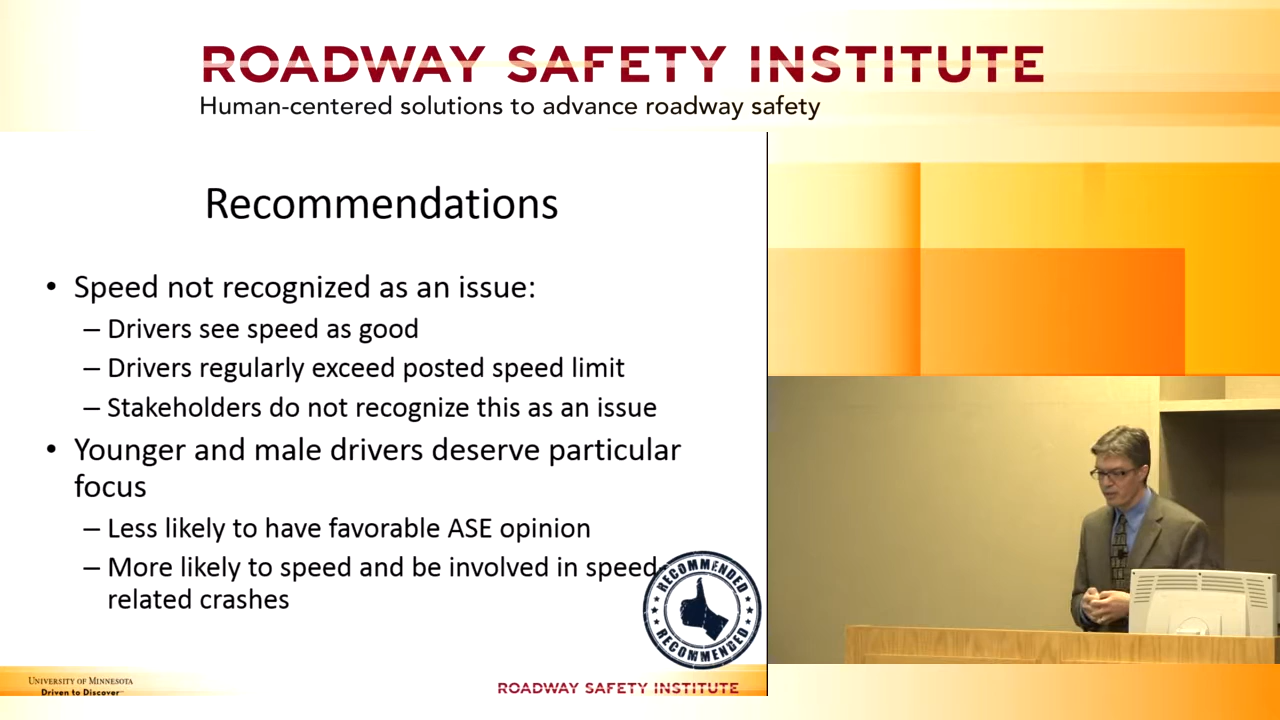 ROADWAY SAFETY INSTITUTE
Human-centered solutions to advance roadway safety
Recommendations
• Speed not recognized as an issue:
– Drivers see speed as good
– Drivers regularly exceed posted speed limit
– Stakeholders do not recognize this as an issue
• Younger and male drivers deserve particular
focus
– Less likely to have favorable ASE opinion
– More likely to speed and be involved in speed
related crashes
RECOMMENDED
RECOMMENDED
UNIVERSITY OF MINNESOTA
Driven to Discover
ROADWAY SAFETY INSTITUTE